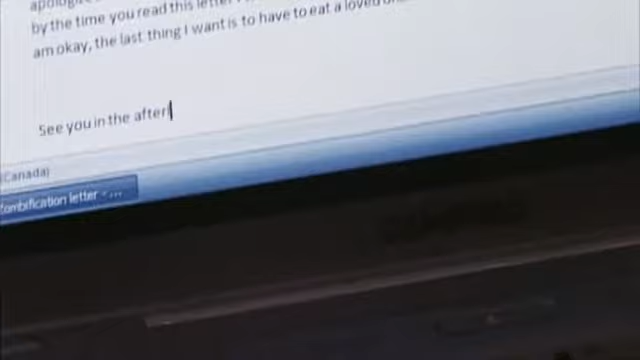 by the time you read this letter
am okay, the last thing I want is to have to eat a loved
See you in the after
(Canada)
ombification letter - ...